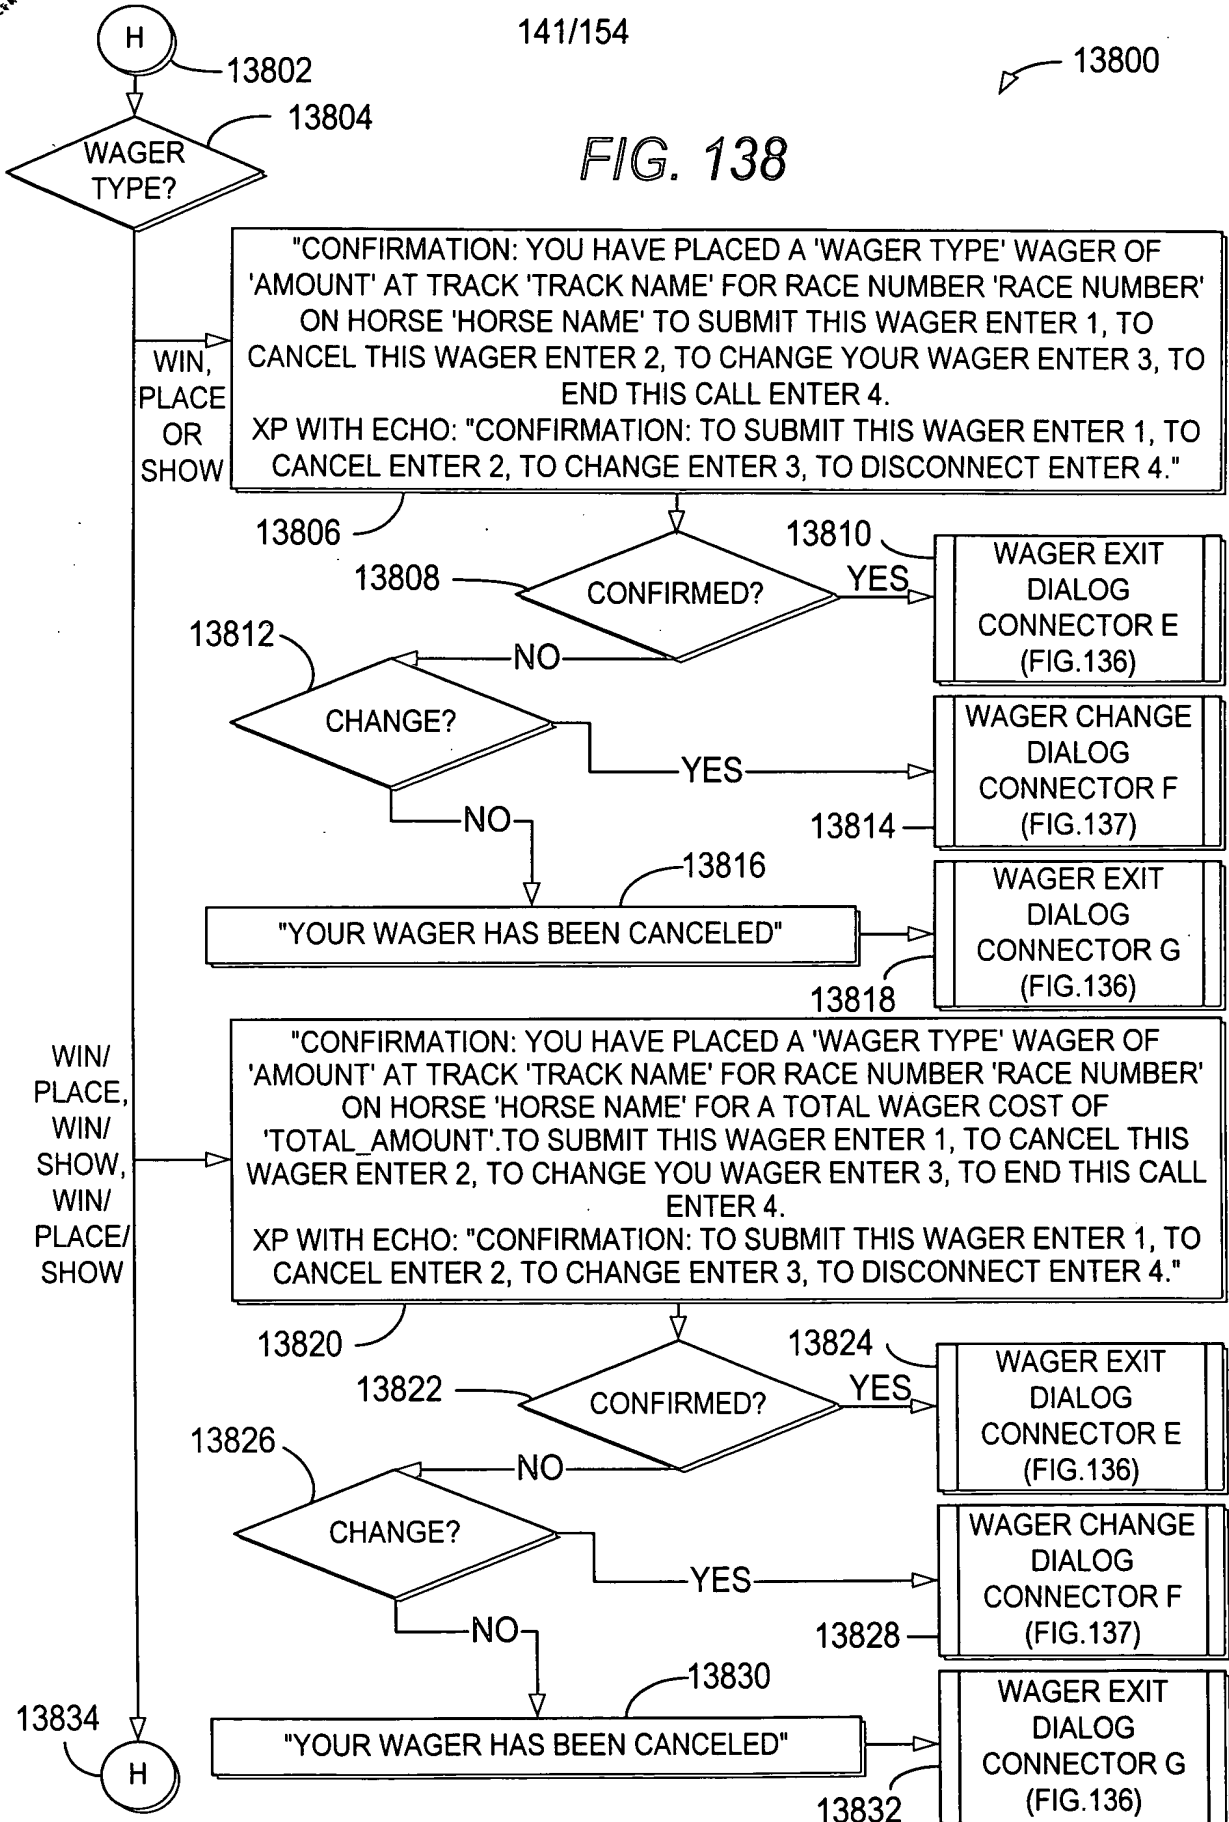 141/154
H
13802
13800
13804
FIG. 138
WAGER
TYPE?
"CONFIRMATION: YOU HAVE PLACED A 'WAGER TYPE' WAGER OF
'AMOUNT' AT TRACK 'TRACK NAME' FOR RACE NUMBER 'RACE NUMBER'
ON HORSE 'HORSE NAME' TO SUBMIT THIS WAGER ENTER 1, TO
CANCEL THIS WAGER ENTER 2, TO CHANGE YOUR WAGER ENTER 3, TO
END THIS CALL ENTER 4.
XP WITH ECHO: "CONFIRMATION: TO SUBMIT THIS WAGER ENTER 1, TO
CANCEL ENTER 2, TO CHANGE ENTER 3, TO DISCONNECT ENTER 4."
WIN,
PLACE
OR
SHOW
13806
13808
CONFIRMED?
YES
13810
WAGER EXIT
DIALOG
CONNECTOR E
(FIG.136)
13812
NO
CHANGE?
YES
WAGER CHANGE
DIALOG
CONNECTOR F
(FIG.137)
13814
NO
13816
"YOUR WAGER HAS BEEN CANCELED"
WAGER EXIT
DIALOG
CONNECTOR G
(FIG.136)
13818
WIN/
PLACE,
WIN/
SHOW,
WIN/
PLACE/
SHOW
"CONFIRMATION: YOU HAVE PLACED A 'WAGER TYPE' WAGER OF
'AMOUNT' AT TRACK 'TRACK NAME' FOR RACE NUMBER 'RACE NUMBER'
ON HORSE 'HORSE NAME' FOR A TOTAL WAGER COST OF
'TOTAL_AMOUNT'.TO SUBMIT THIS WAGER ENTER 1, TO CANCEL THIS
WAGER ENTER 2, TO CHANGE YOU WAGER ENTER 3, TO END THIS CALL
ENTER 4.
XP WITH ECHO: "CONFIRMATION: TO SUBMIT THIS WAGER ENTER 1, TO
CANCEL ENTER 2, TO CHANGE ENTER 3, TO DISCONNECT ENTER 4."
13820
13822
CONFIRMED?
YES
13824
WAGER EXIT
DIALOG
CONNECTOR E
(FIG.136)
13826
NO
CHANGE?
YES
WAGER CHANGE
DIALOG
CONNECTOR F
(FIG.137)
13828
NO
13830
"YOUR WAGER HAS BEEN CANCELED"
WAGER EXIT
DIALOG
CONNECTOR G
(FIG.136)
13832
13834
H